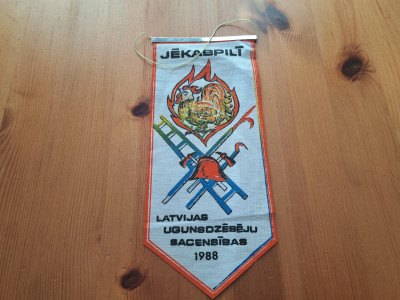 JĒKABPILĪ
LATVIJAS
UGUNSDZĒSĒJU
SACENSĪBAS
1988